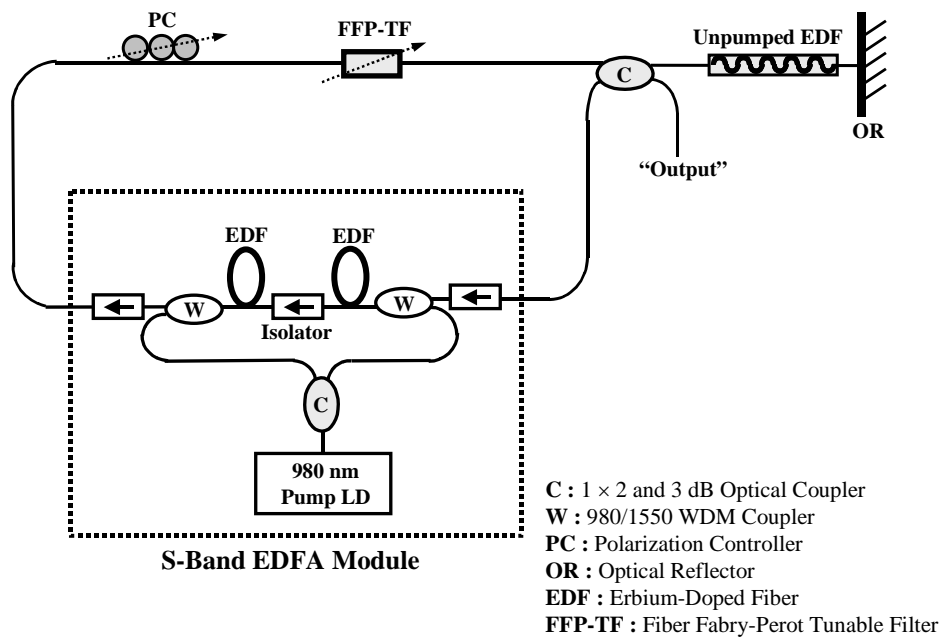 PC
FFP-TF
Unpumped EDF
C
OR
“Output”
EDF
EDF
W
W
Isolator
C
980 nm
Pump LD
S-Band EDFA Module
C : 1 × 2 and 3 dB Optical Coupler
W : 980/1550 WDM Coupler
PC : Polarization Controller
OR : Optical Reflector
EDF : Erbium-Doped Fiber
FFP-TF : Fiber Fabry-Perot Tunable Filter